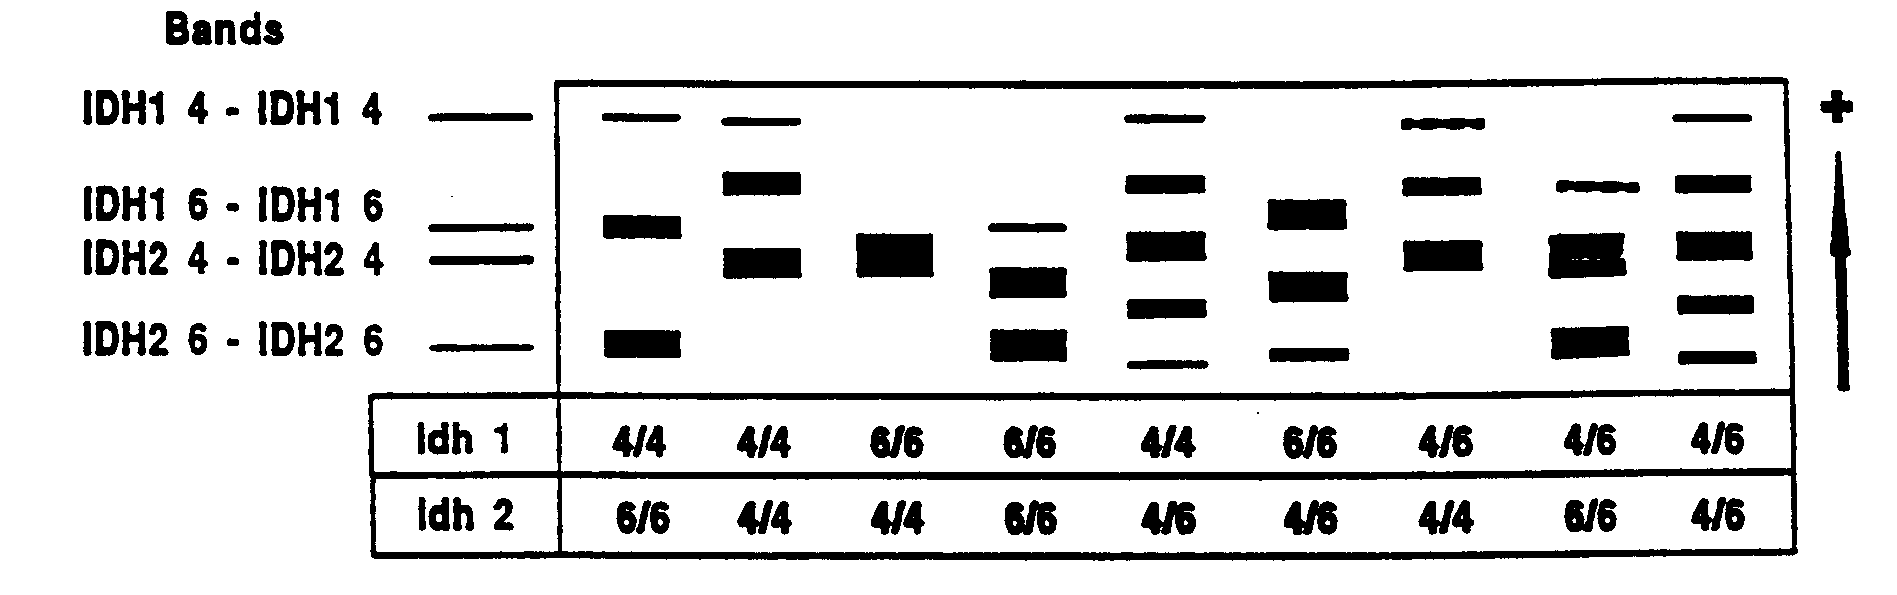 Bands
IDH1 4 - IDH1 4
+
IDH1 6 - IDH1 6
IDH2 4 - IDH2 4
IDH2 6 - IDH2 6
Idh 1 4/4 4/4 6/6 6/6 4/4 6/6 4/6 4/6 4/6
Idh 2 6/6 4/4 4/4 6/6 4/6 4/6 4/4 6/6 4/6